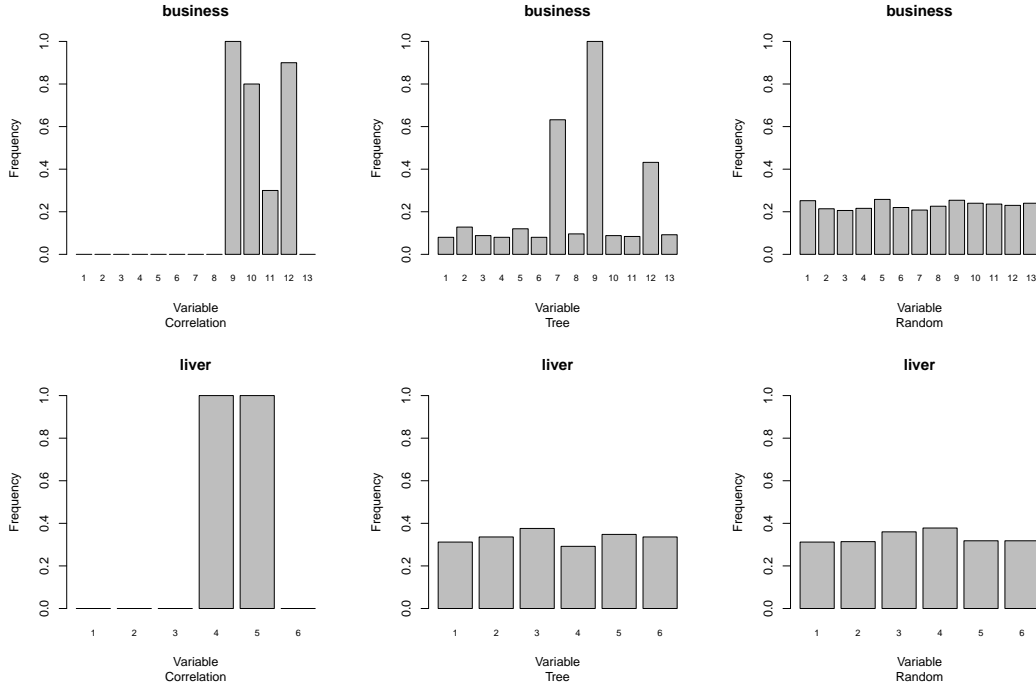 business
Frequency
0.0 0.2 0.4 0.6 0.8 1.0
1 2 3 4 5 6 7 8 9 10 11 12 13
Variable
Correlation
business
Frequency
0.0 0.2 0.4 0.6 0.8 1.0
1 2 3 4 5 6 7 8 9 10 11 12 13
Variable
Tree
business
Frequency
0.0 0.2 0.4 0.6 0.8 1.0
1 2 3 4 5 6 7 8 9 10 11 12 13
Variable
Random
liver
Frequency
0.0 0.2 0.4 0.6 0.8 1.0
1 2 3 4 5 6
Variable
Correlation
liver
Frequency
0.0 0.2 0.4 0.6 0.8 1.0
1 2 3 4 5 6
Variable
Tree
liver
Frequency
0.0 0.2 0.4 0.6 0.8 1.0
1 2 3 4 5 6
Variable
Random